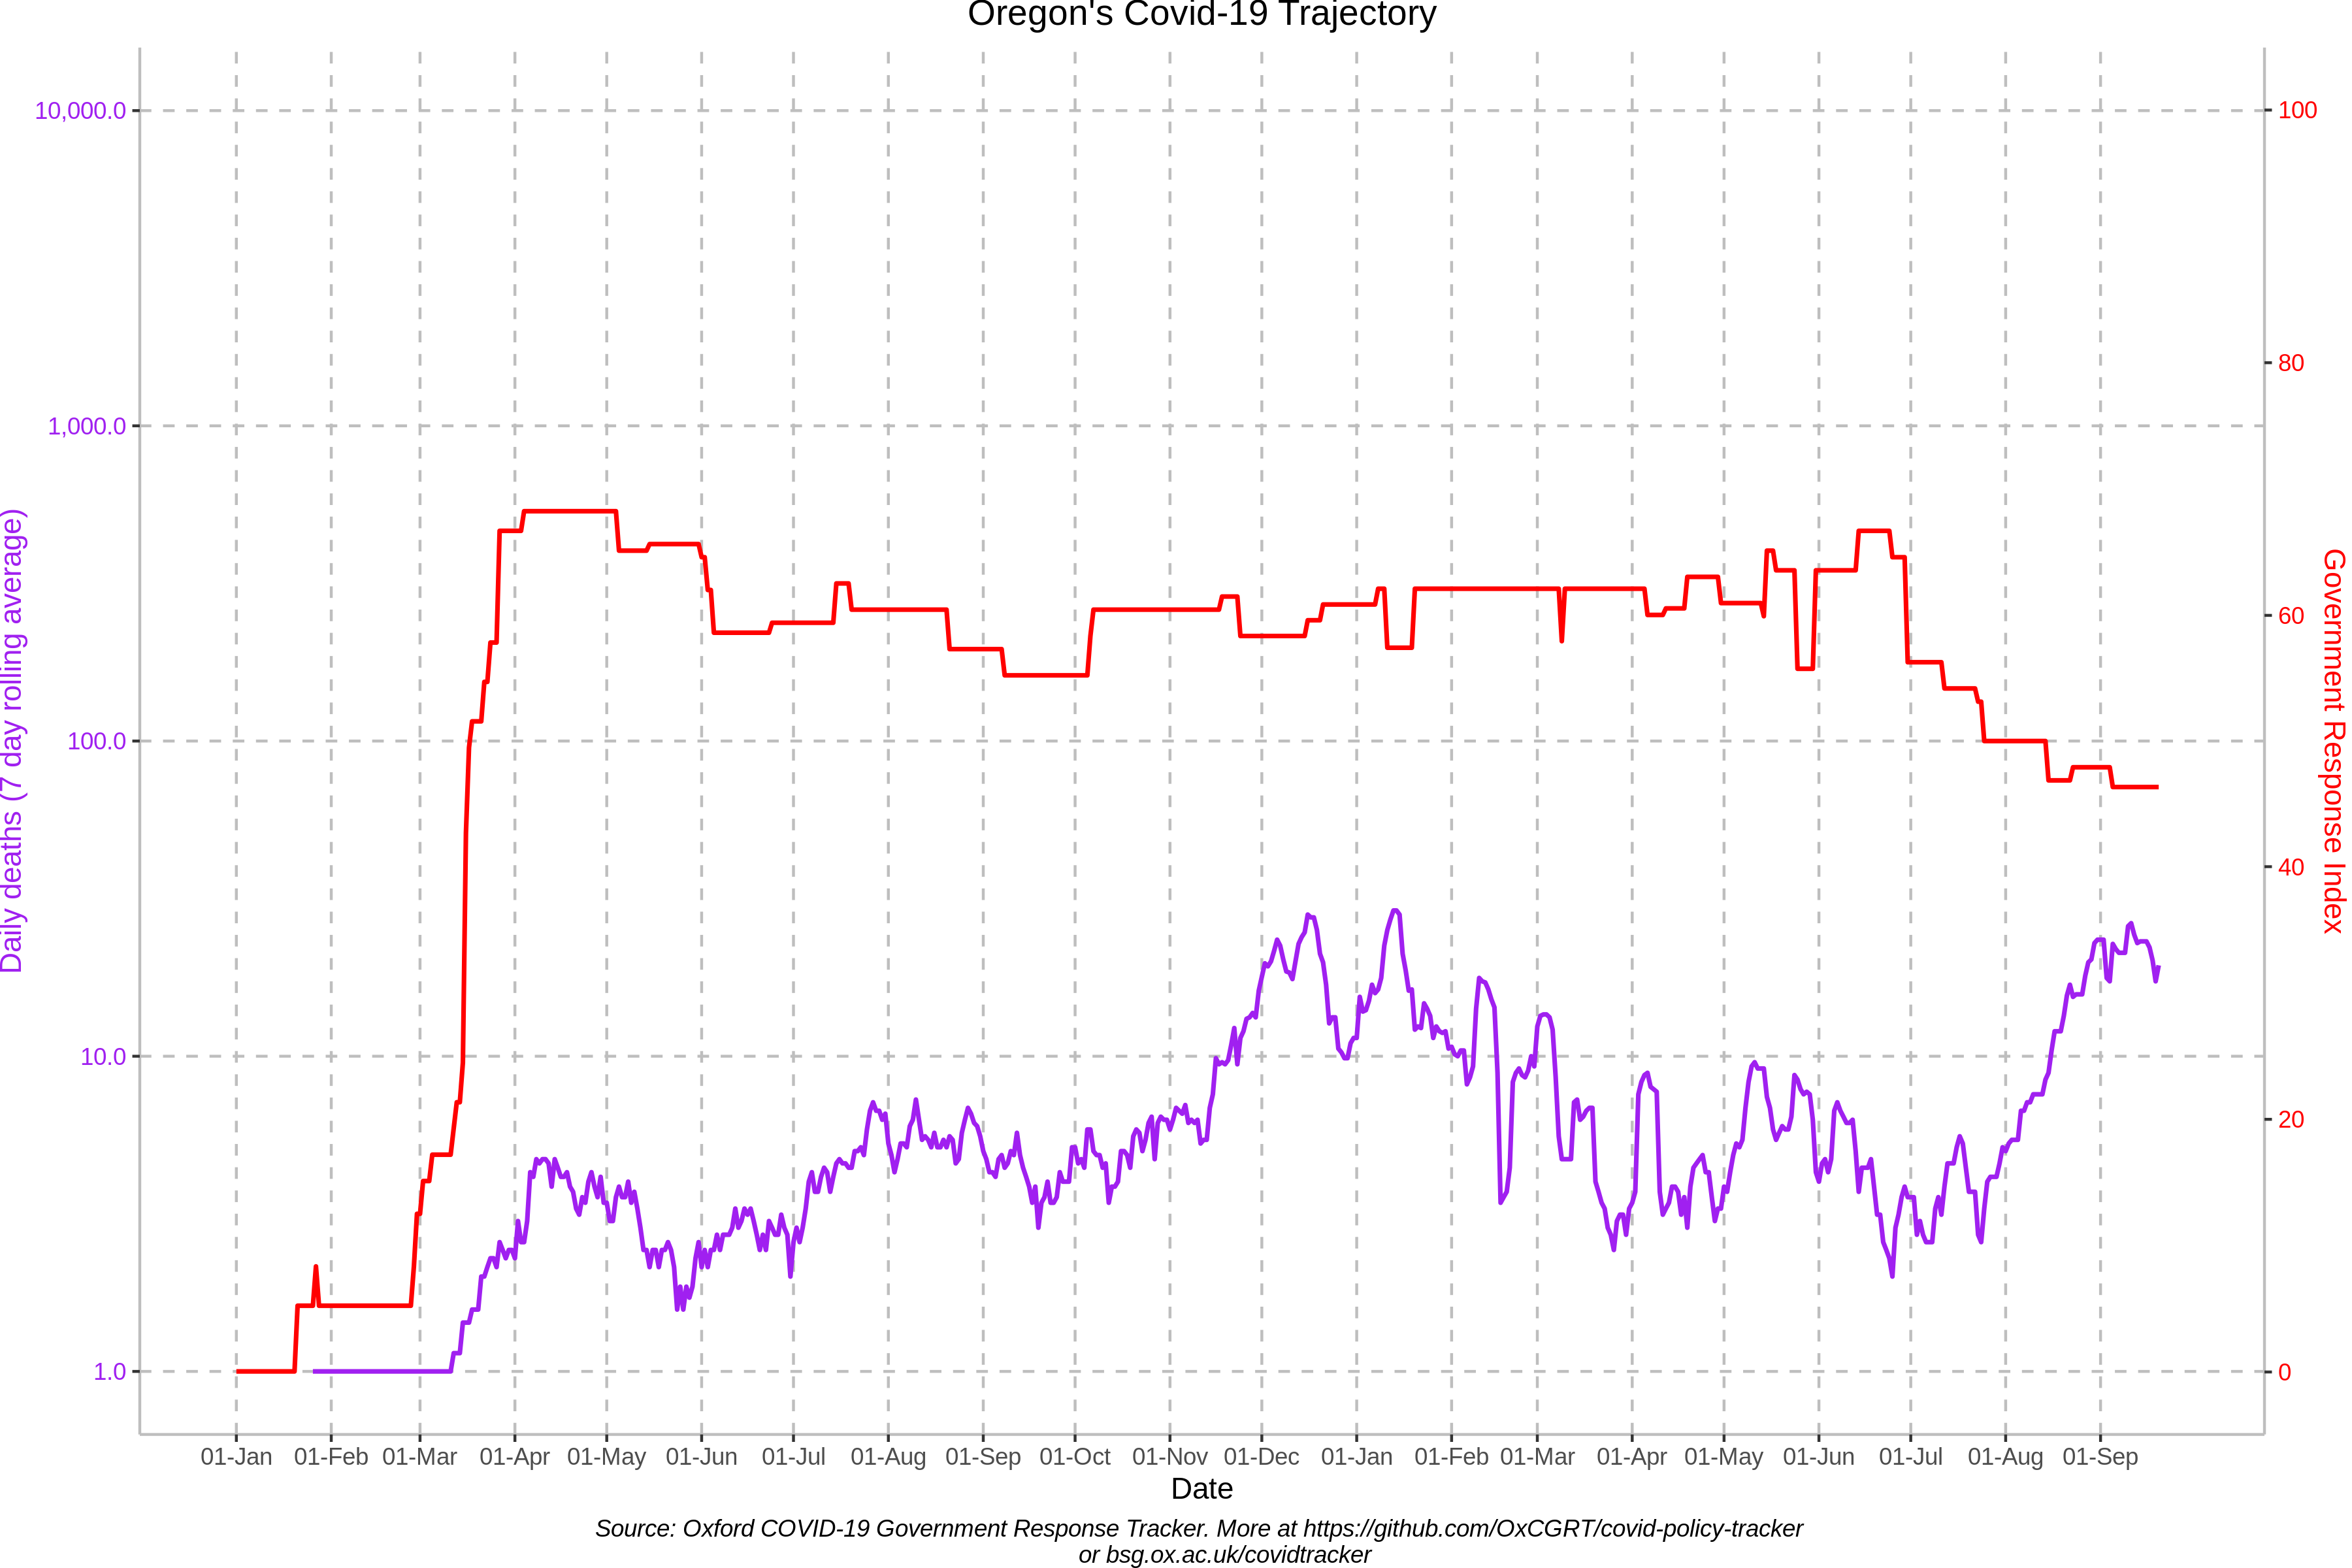 Oregon's Covid-19 Trajectory
10,000.0
1,000.0
100.0
10.0
1.0
Daily deaths (7 day rolling average)
100
80
60
40
20
0
Government Response Index
01-Jan 01-Feb 01-Mar 01-Apr 01-May 01-Jun 01-Jul 01-Aug 01-Sep 01-Oct 01-Nov 01-Dec 01-Jan 01-Feb 01-Mar 01-Apr 01-May 01-Jun 01-Jul 01-Aug 01-Sep
Date
Source: Oxford COVID-19 Government Response Tracker. More at https://github.com/OxCGRT/covid-policy-tracker
or bsg.ox.ac.uk/covidtracker